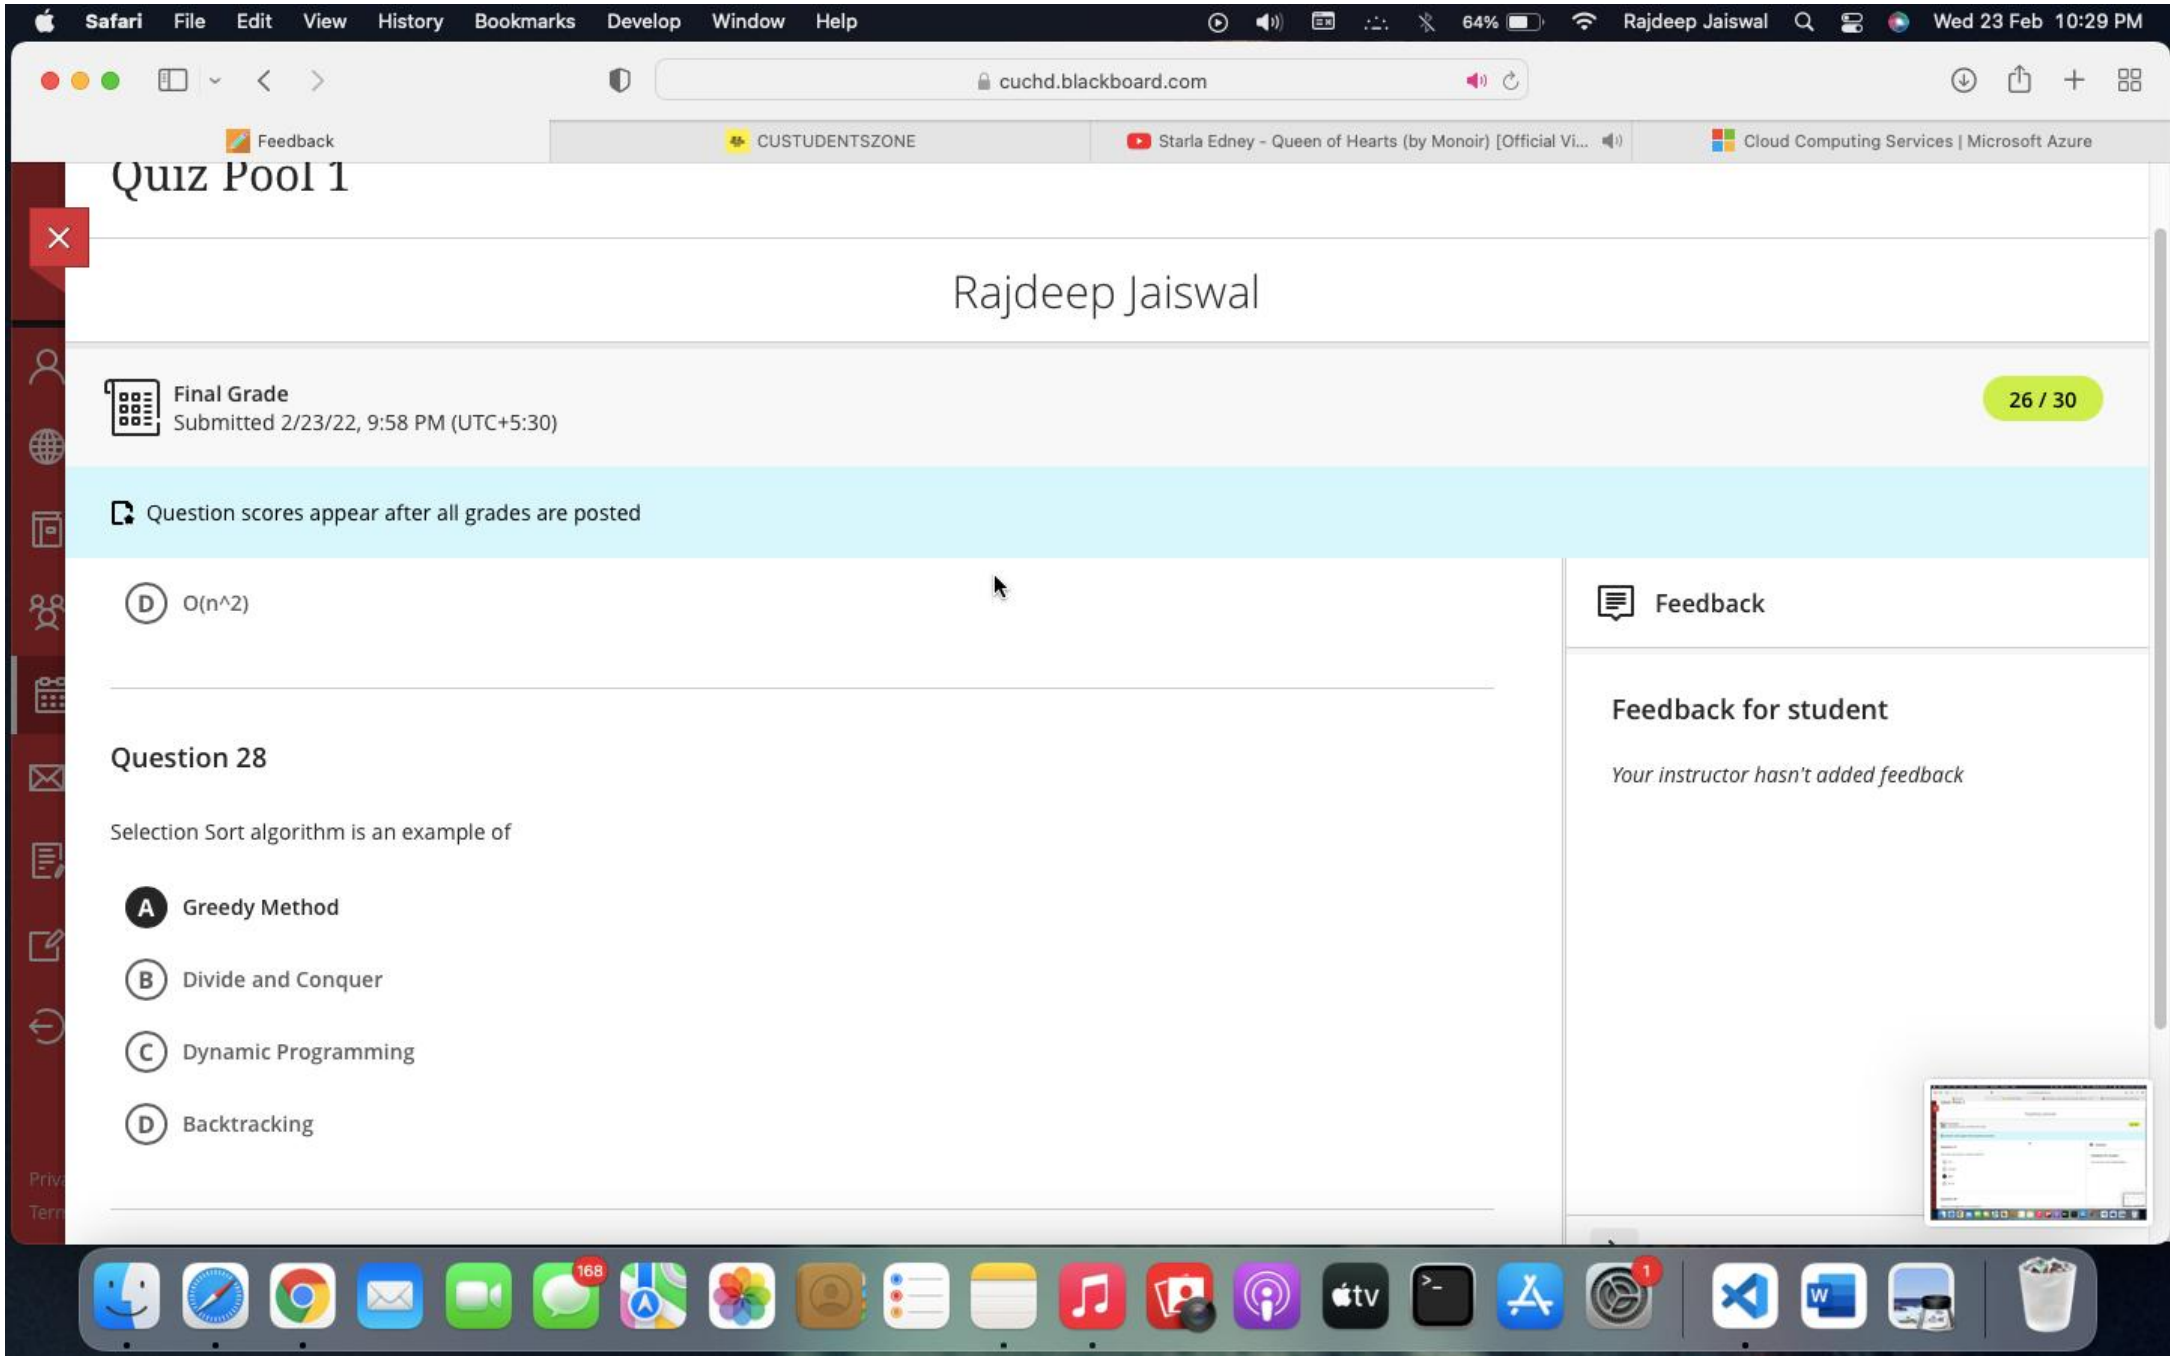 Safari File Edit View History Bookmarks Develop Window Help 64% Rajdeep Jaiswal Wed 23 Feb 10:29 PM
cuchd.blackboard.com
Feedback CUSTUDENTSZONE Starla Edney - Queen of Hearts (by Monoir) [Official Vi... Cloud Computing Services | Microsoft Azure
Quiz Pool 1
Rajdeep Jaiswal
Final Grade
Submitted 2/23/22, 9:58 PM (UTC+5:30)
26 / 30
Question scores appear after all grades are posted
D O(n^2)
Feedback
Question 28
Selection Sort algorithm is an example of
A Greedy Method
B Divide and Conquer
C Dynamic Programming
D Backtracking
Feedback for student
Your instructor hasn't added feedback
Priva
Tern
168
tv
>_
1
W